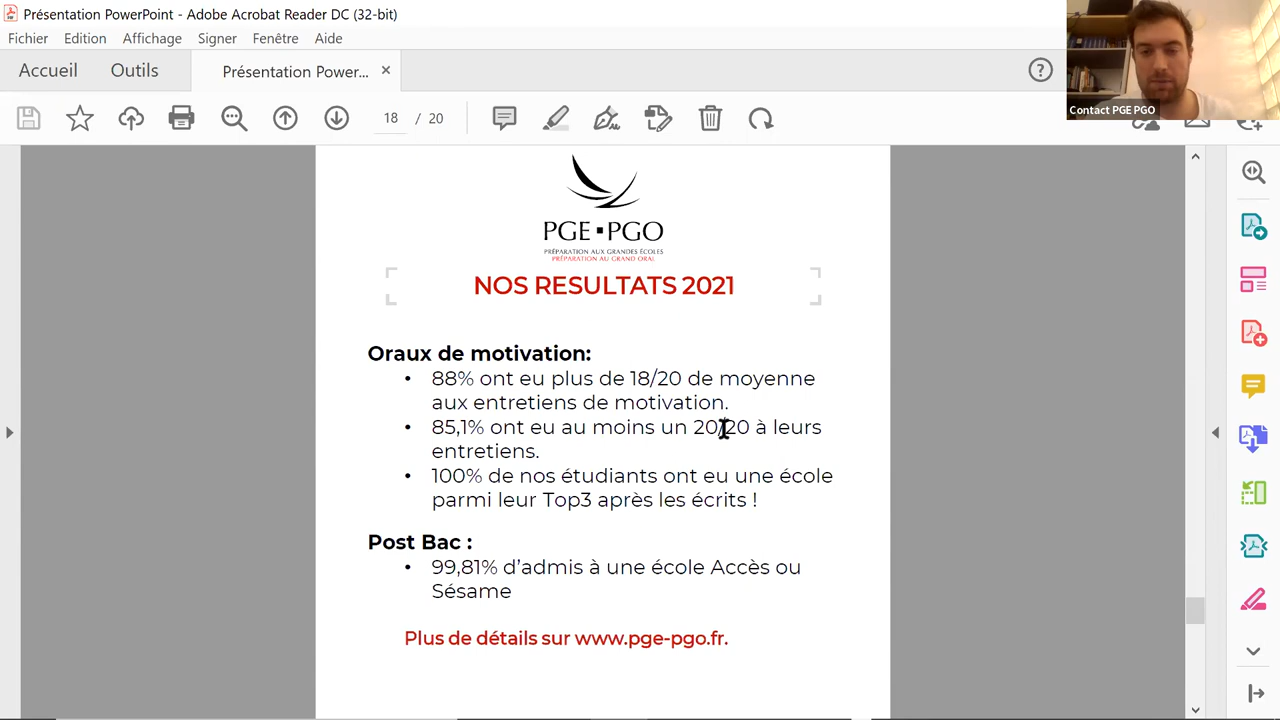 Présentation PowerPoint - Adobe Acrobat Reader DC (32-bit)
Fichier Edition Affichage Signer Fenêtre Aide
Accueil Outils Présentation Power... ×
18 / 20
Contact PGE PGO
PGE▪PGO
PRÉPARATION AUX GRANDES ÉCOLES
PRÉPARATION AU GRAND ORAL
NOS RESULTATS 2021
Oraux de motivation:
• 88% ont eu plus de 18/20 de moyenne
aux entretiens de motivation.
• 85,1% ont eu au moins un 20/20 à leurs
entretiens.
• 100% de nos étudiants ont eu une école
parmi leur Top3 après les écrits !
Post Bac :
• 99,81% d’admis à une école Accès ou
Sésame
Plus de détails sur www.pge-pgo.fr.